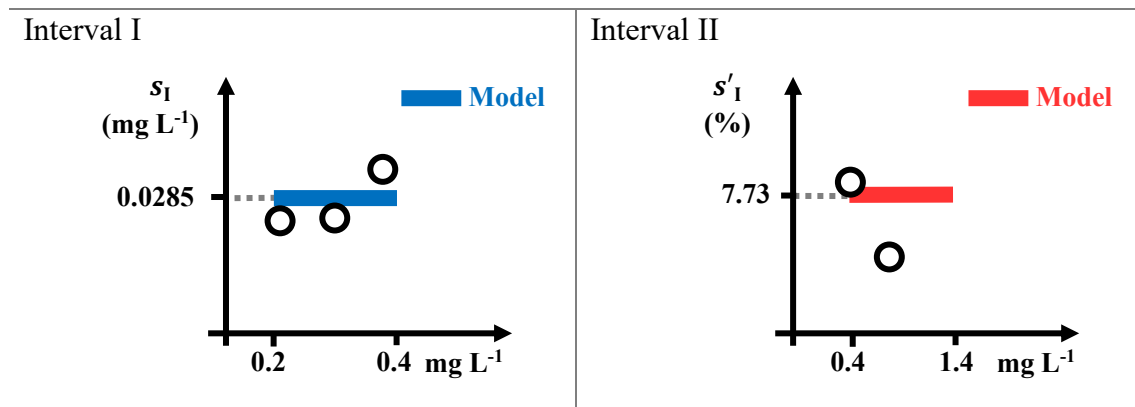 Interval I
s_I
(mg L⁻¹)
Model
0.0285
0.2
0.4
mg L⁻¹
Interval II
s′_I
(%)
Model
7.73
0.4
1.4
mg L⁻¹